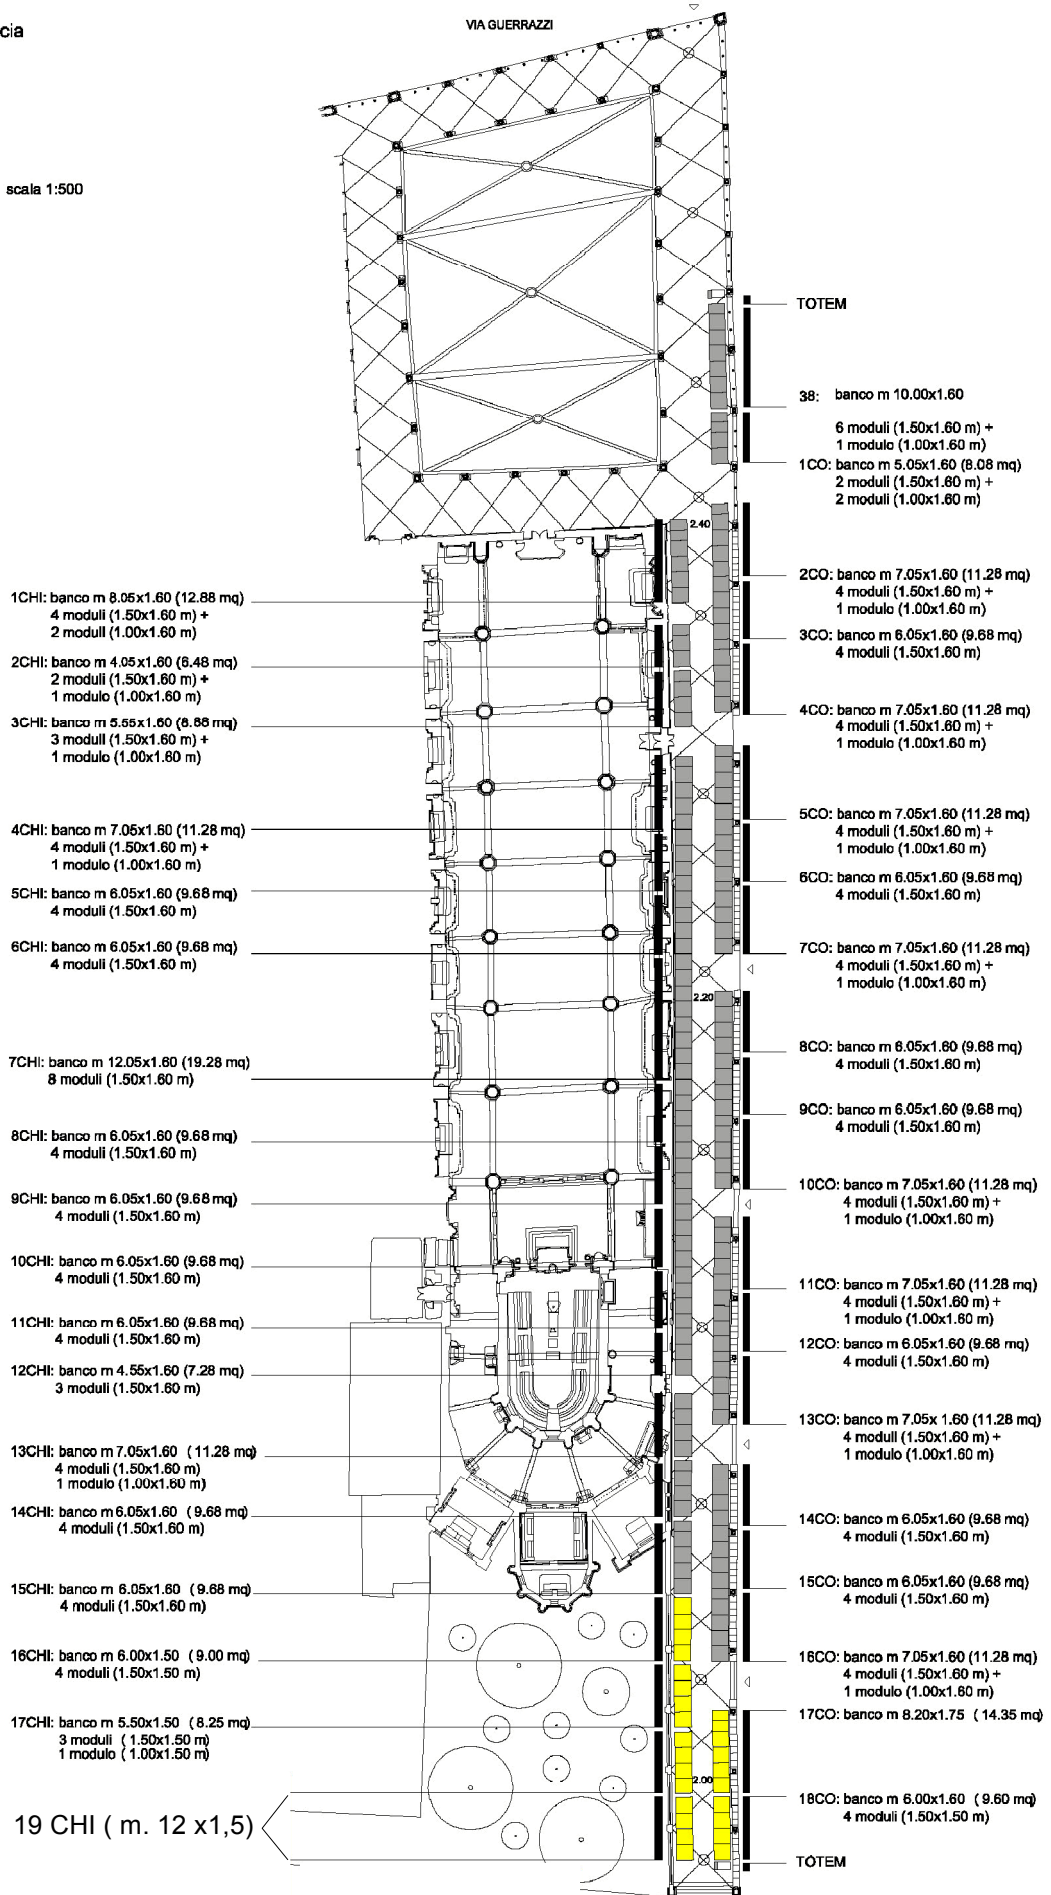 cia
VIA GUERRAZZI
scala 1:500
TOTEM
38: banco m 10.00x1.60
6 moduli (1.50x1.60 m) +
1 modulo (1.00x1.60 m)
1CO: banco m 5.05x1.60 (8.08 mq)
2 moduli (1.50x1.60 m) +
2 moduli (1.00x1.60 m)
2.40
2CO: banco m 7.05x1.60 (11.28 mq)
4 moduli (1.50x1.60 m) +
1 modulo (1.00x1.60 m)
3CO: banco m 6.05x1.60 (9.68 mq)
4 moduli (1.50x1.60 m)
4CO: banco m 7.05x1.60 (11.28 mq)
4 moduli (1.50x1.60 m) +
1 modulo (1.00x1.60 m)
5CO: banco m 7.05x1.60 (11.28 mq)
4 moduli (1.50x1.60 m) +
1 modulo (1.00x1.60 m)
6CO: banco m 6.05x1.60 (9.68 mq)
4 moduli (1.50x1.60 m)
7CO: banco m 7.05x1.60 (11.28 mq)
4 moduli (1.50x1.60 m) +
1 modulo (1.00x1.60 m)
2.20
8CO: banco m 6.05x1.60 (9.68 mq)
4 moduli (1.50x1.60 m)
9CO: banco m 6.05x1.60 (9.68 mq)
4 moduli (1.50x1.60 m)
10CO: banco m 7.05x1.60 (11.28 mq)
4 moduli (1.50x1.60 m) +
1 modulo (1.00x1.60 m)
11CO: banco m 7.05x1.60 (11.28 mq)
4 moduli (1.50x1.60 m) +
1 modulo (1.00x1.60 m)
12CO: banco m 6.05x1.60 (9.68 mq)
4 moduli (1.50x1.60 m)
13CO: banco m 7.05x 1.60 (11.28 mq)
4 moduli (1.50x1.60 m) +
1 modulo (1.00x1.60 m)
14CO: banco m 6.05x1.60 (9.68 mq)
4 moduli (1.50x1.60 m)
15CO: banco m 6.05x1.60 (9.68 mq)
4 moduli (1.50x1.60 m)
16CO: banco m 7.05x1.60 (11.28 mq)
4 moduli (1.50x1.60 m) +
1 modulo (1.00x1.60 m)
17CO: banco m 8.20x1.75 (14.35 mq)
2.00
18CO: banco m 6.00x1.60 (9.60 mq)
4 moduli (1.50x1.50 m)
TOTEM
1CHI: banco m 8.05x1.60 (12.88 mq)
4 moduli (1.50x1.60 m) +
2 moduli (1.00x1.60 m)
2CHI: banco m 4.05x1.60 (6.48 mq)
2 moduli (1.50x1.60 m) +
1 modulo (1.00x1.60 m)
3CHI: banco m 5.55x1.60 (8.88 mq)
3 moduli (1.50x1.60 m) +
1 modulo (1.00x1.60 m)
4CHI: banco m 7.05x1.60 (11.28 mq)
4 moduli (1.50x1.60 m) +
1 modulo (1.00x1.60 m)
5CHI: banco m 6.05x1.60 (9.68 mq)
4 moduli (1.50x1.60 m)
6CHI: banco m 6.05x1.60 (9.68 mq)
4 moduli (1.50x1.60 m)
7CHI: banco m 12.05x1.60 (19.28 mq)
8 moduli (1.50x1.60 m)
8CHI: banco m 6.05x1.60 (9.68 mq)
4 moduli (1.50x1.60 m)
9CHI: banco m 6.05x1.60 (9.68 mq)
4 moduli (1.50x1.60 m)
10CHI: banco m 6.05x1.60 (9.68 mq)
4 moduli (1.50x1.60 m)
11CHI: banco m 6.05x1.60 (9.68 mq)
4 moduli (1.50x1.60 m)
12CHI: banco m 4.55x1.60 (7.28 mq)
3 moduli (1.50x1.60 m)
13CHI: banco m 7.05x1.60 (11.28 mq)
4 moduli (1.50x1.60 m)
1 modulo (1.00x1.60 m)
14CHI: banco m 6.05x1.60 (9.68 mq)
4 moduli (1.50x1.60 m)
15CHI: banco m 6.05x1.60 (9.68 mq)
4 moduli (1.50x1.60 m)
16CHI: banco m 6.00x1.50 (9.00 mq)
4 moduli (1.50x1.50 m)
17CHI: banco m 5.50x1.50 (8.25 mq)
3 moduli (1.50x1.50 m)
1 modulo (1.00x1.50 m)
19 CHI ( m. 12 x1,5)